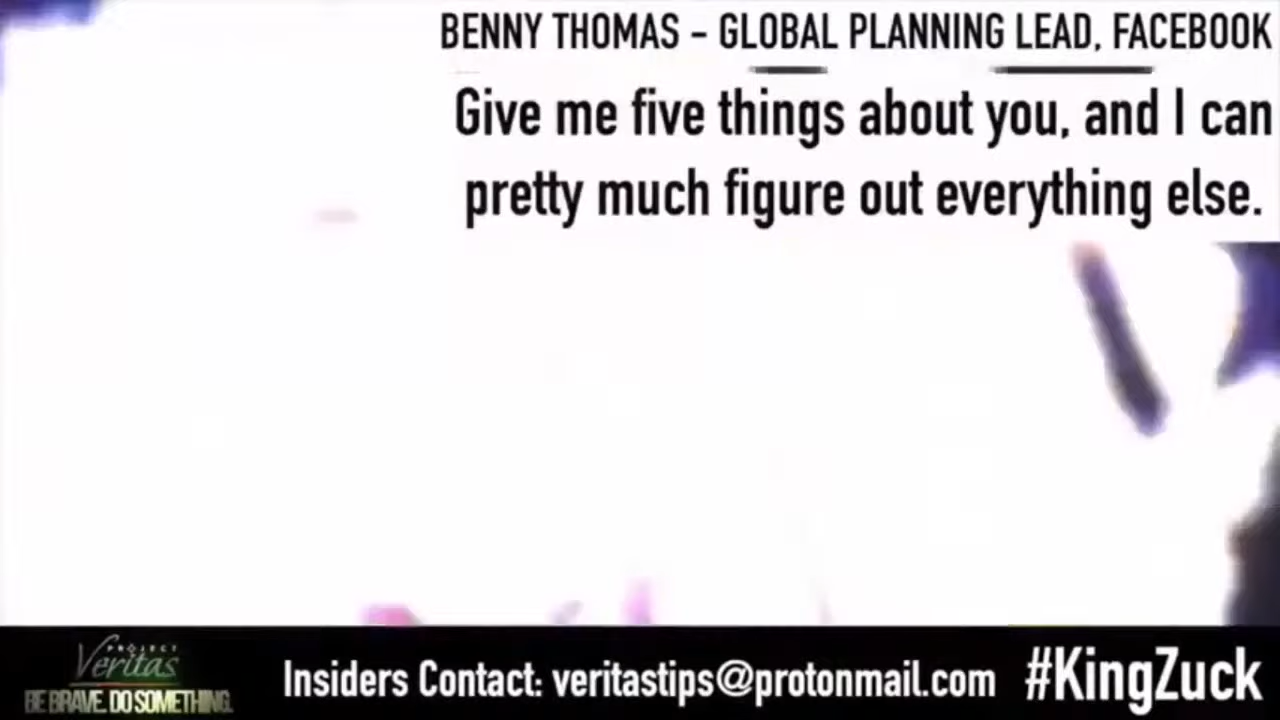 BENNY THOMAS - GLOBAL PLANNING LEAD, FACEBOOK
Give me five things about you, and I can
pretty much figure out everything else.
PROJECT
Veritas
BE BRAVE. DO SOMETHING.
Insiders Contact: veritastips@protonmail.com
#KingZuck